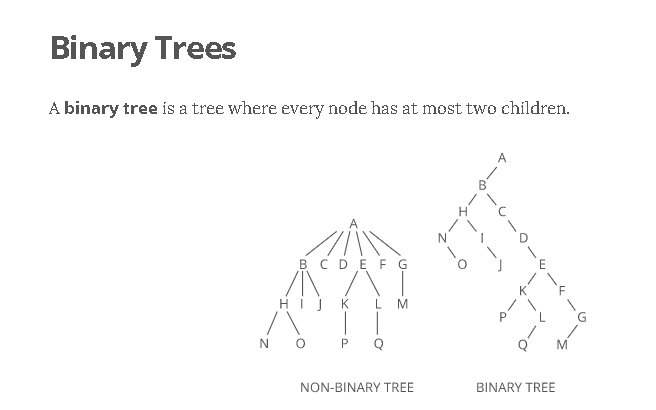 Binary Trees
A binary tree is a tree where every node has at most two children.
A
B
H C
A
N I D
B C D E F G
O J E
K F
H I J K L M
P L G
N O P Q
Q M
NON-BINARY TREE BINARY TREE